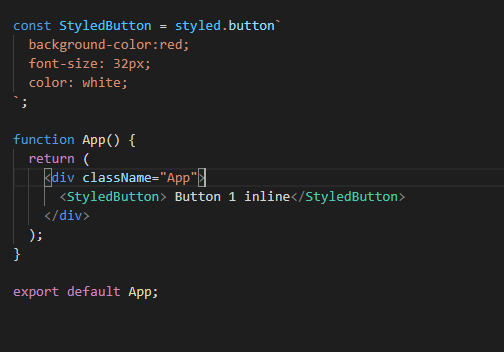 const StyledButton = styled.button`
  background-color:red;
  font-size: 32px;
  color: white;
`;

function App() {
  return (
    <div className="App">
      <StyledButton> Button 1 inline</StyledButton>
    </div>
  );
}

export default App;